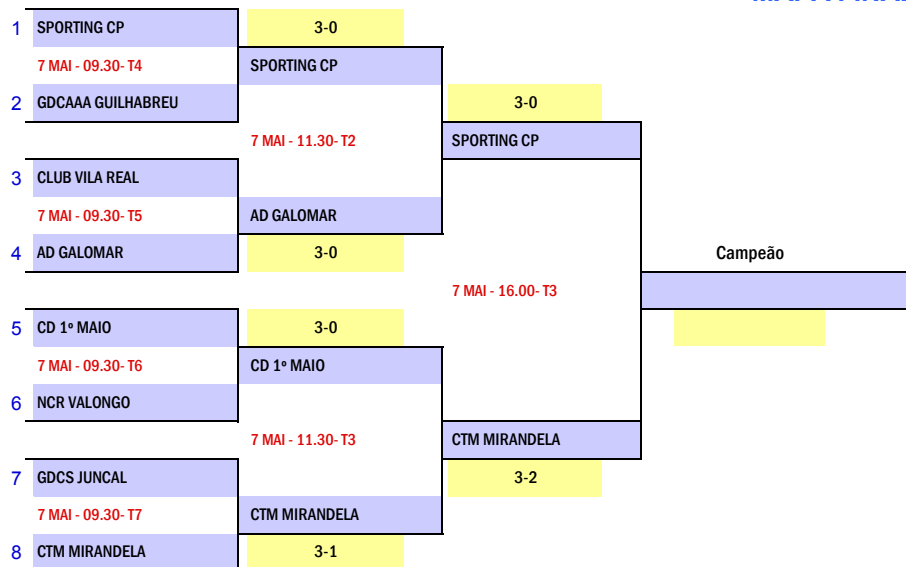 1 SPORTING CP 3-0
7 MAI - 09.30- T4 SPORTING CP
2 GDCAAA GUILHABREU 3-0
7 MAI - 11.30- T2 SPORTING CP
3 CLUB VILA REAL
7 MAI - 09.30- T5 AD GALOMAR
4 AD GALOMAR 3-0 Campeão
7 MAI - 16.00- T3
5 CD 1º MAIO 3-0
7 MAI - 09.30- T6 CD 1º MAIO
6 NCR VALONGO
7 MAI - 11.30- T3 CTM MIRANDELA
7 GDCS JUNCAL 3-2
7 MAI - 09.30- T7 CTM MIRANDELA
8 CTM MIRANDELA 3-1